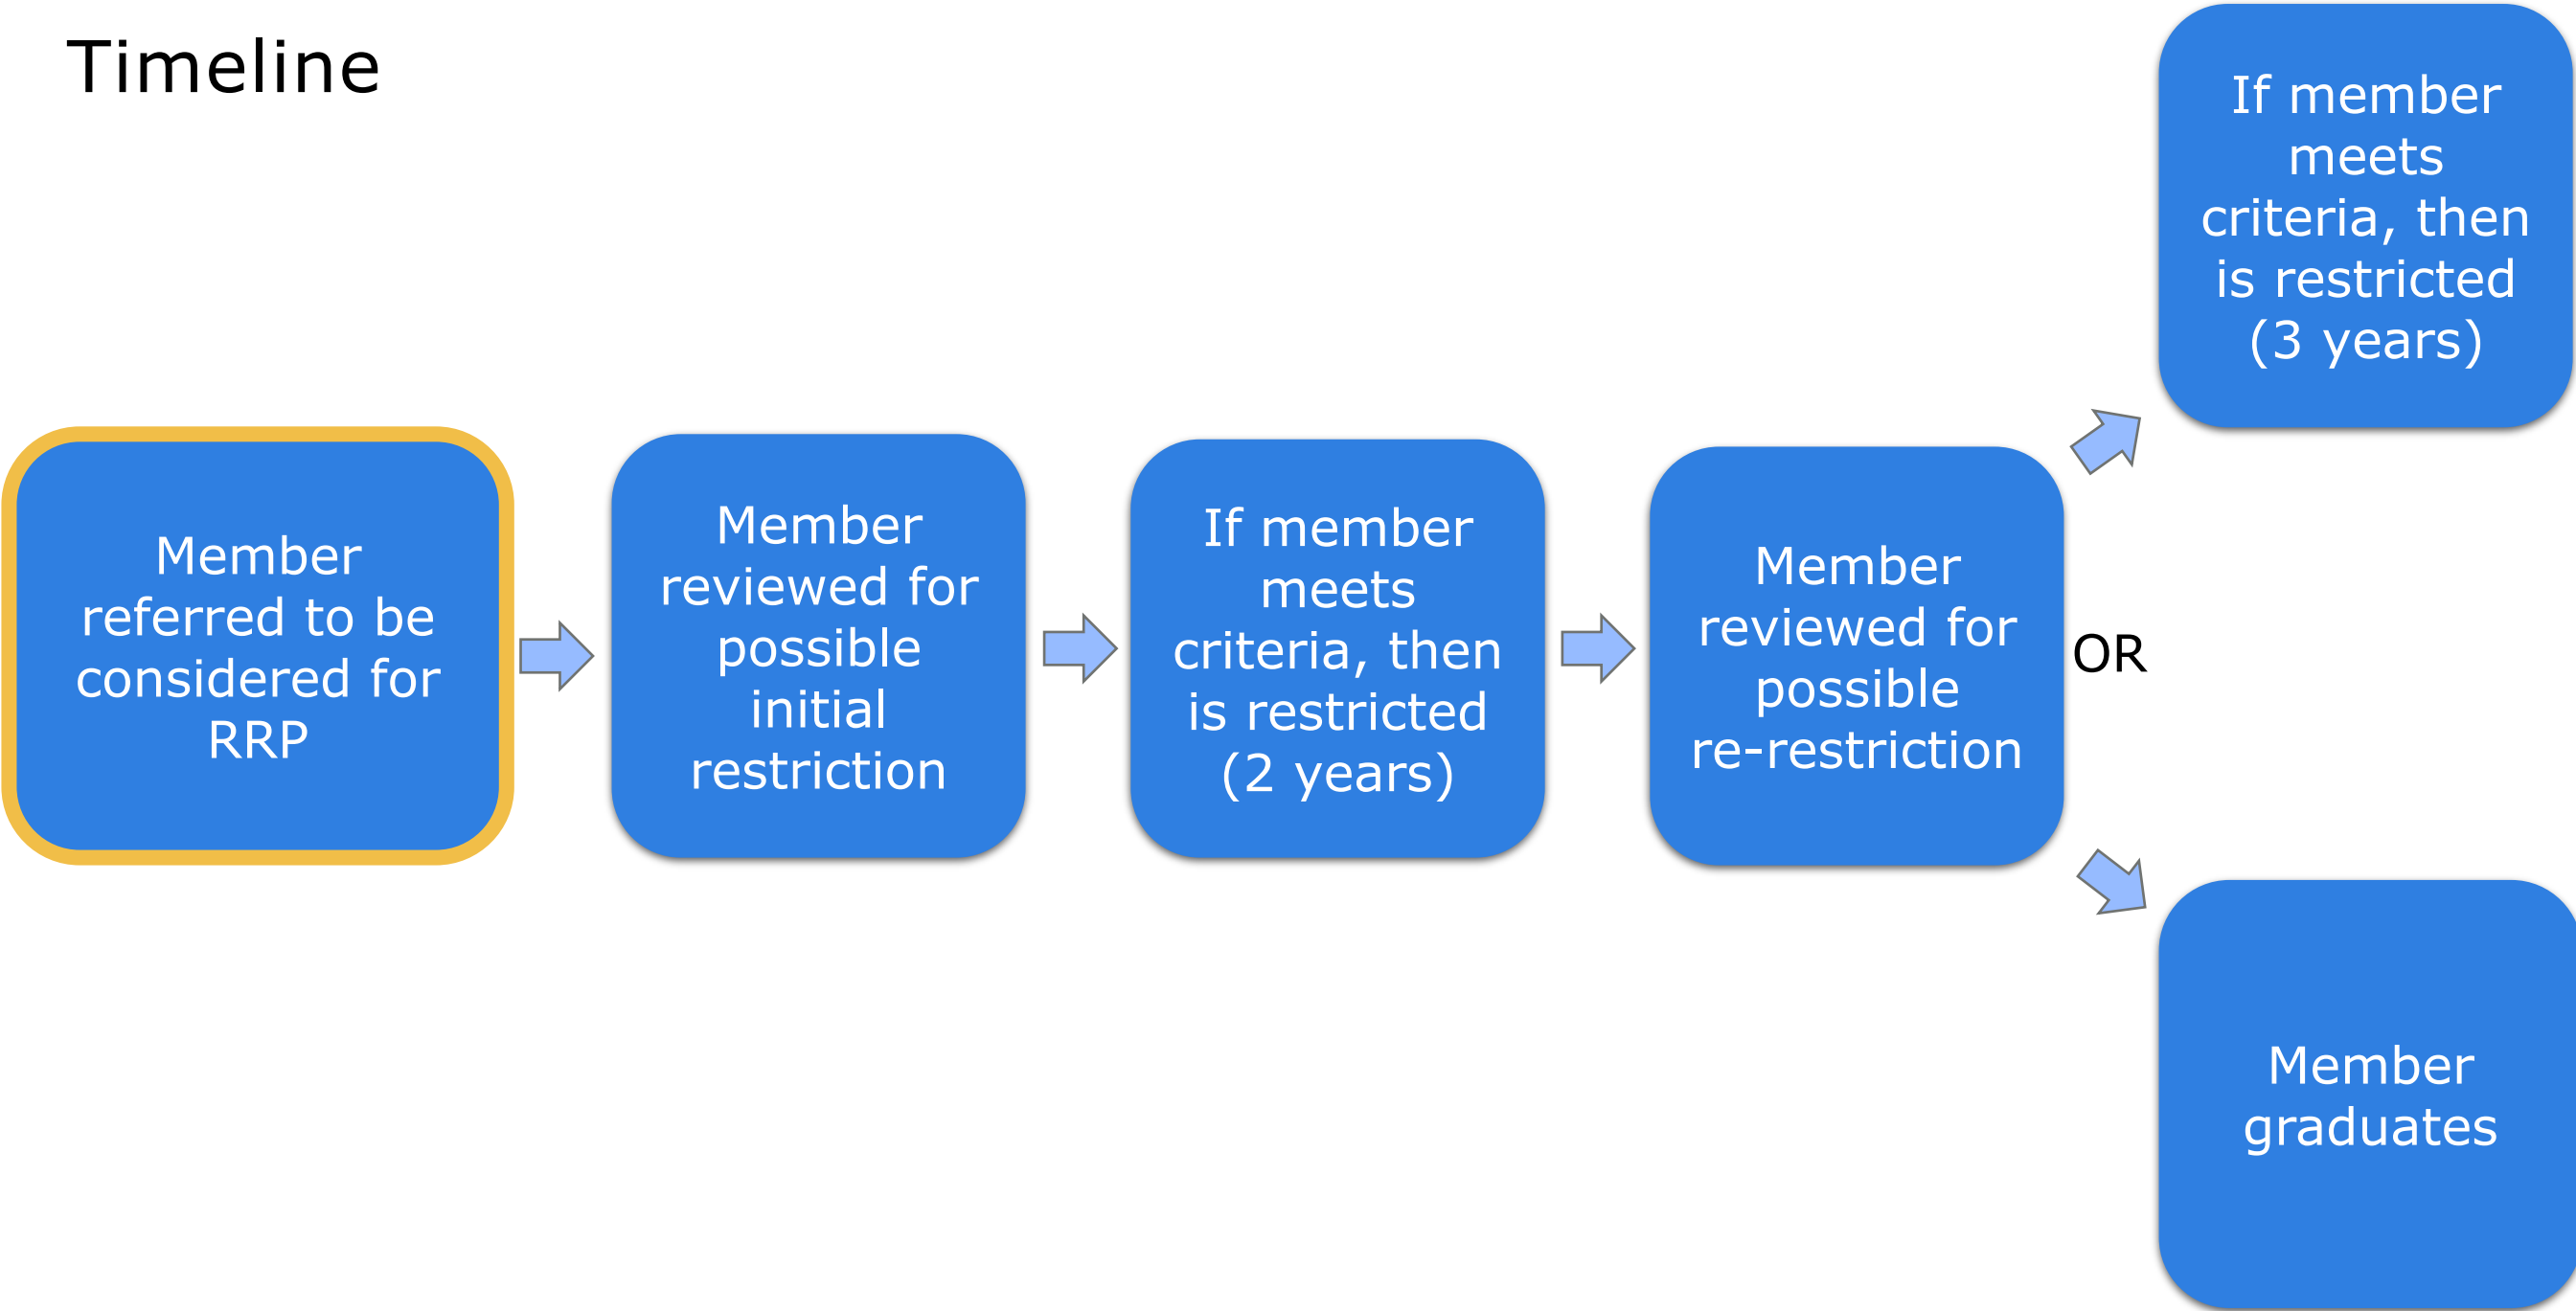 Timeline
Member
referred to be
considered for
RRP
Member
reviewed for
possible
initial
restriction
If member
meets
criteria, then
is restricted
(2 years)
Member
reviewed for
possible
re-restriction
If member
meets
criteria, then
is restricted
(3 years)
OR
Member
graduates